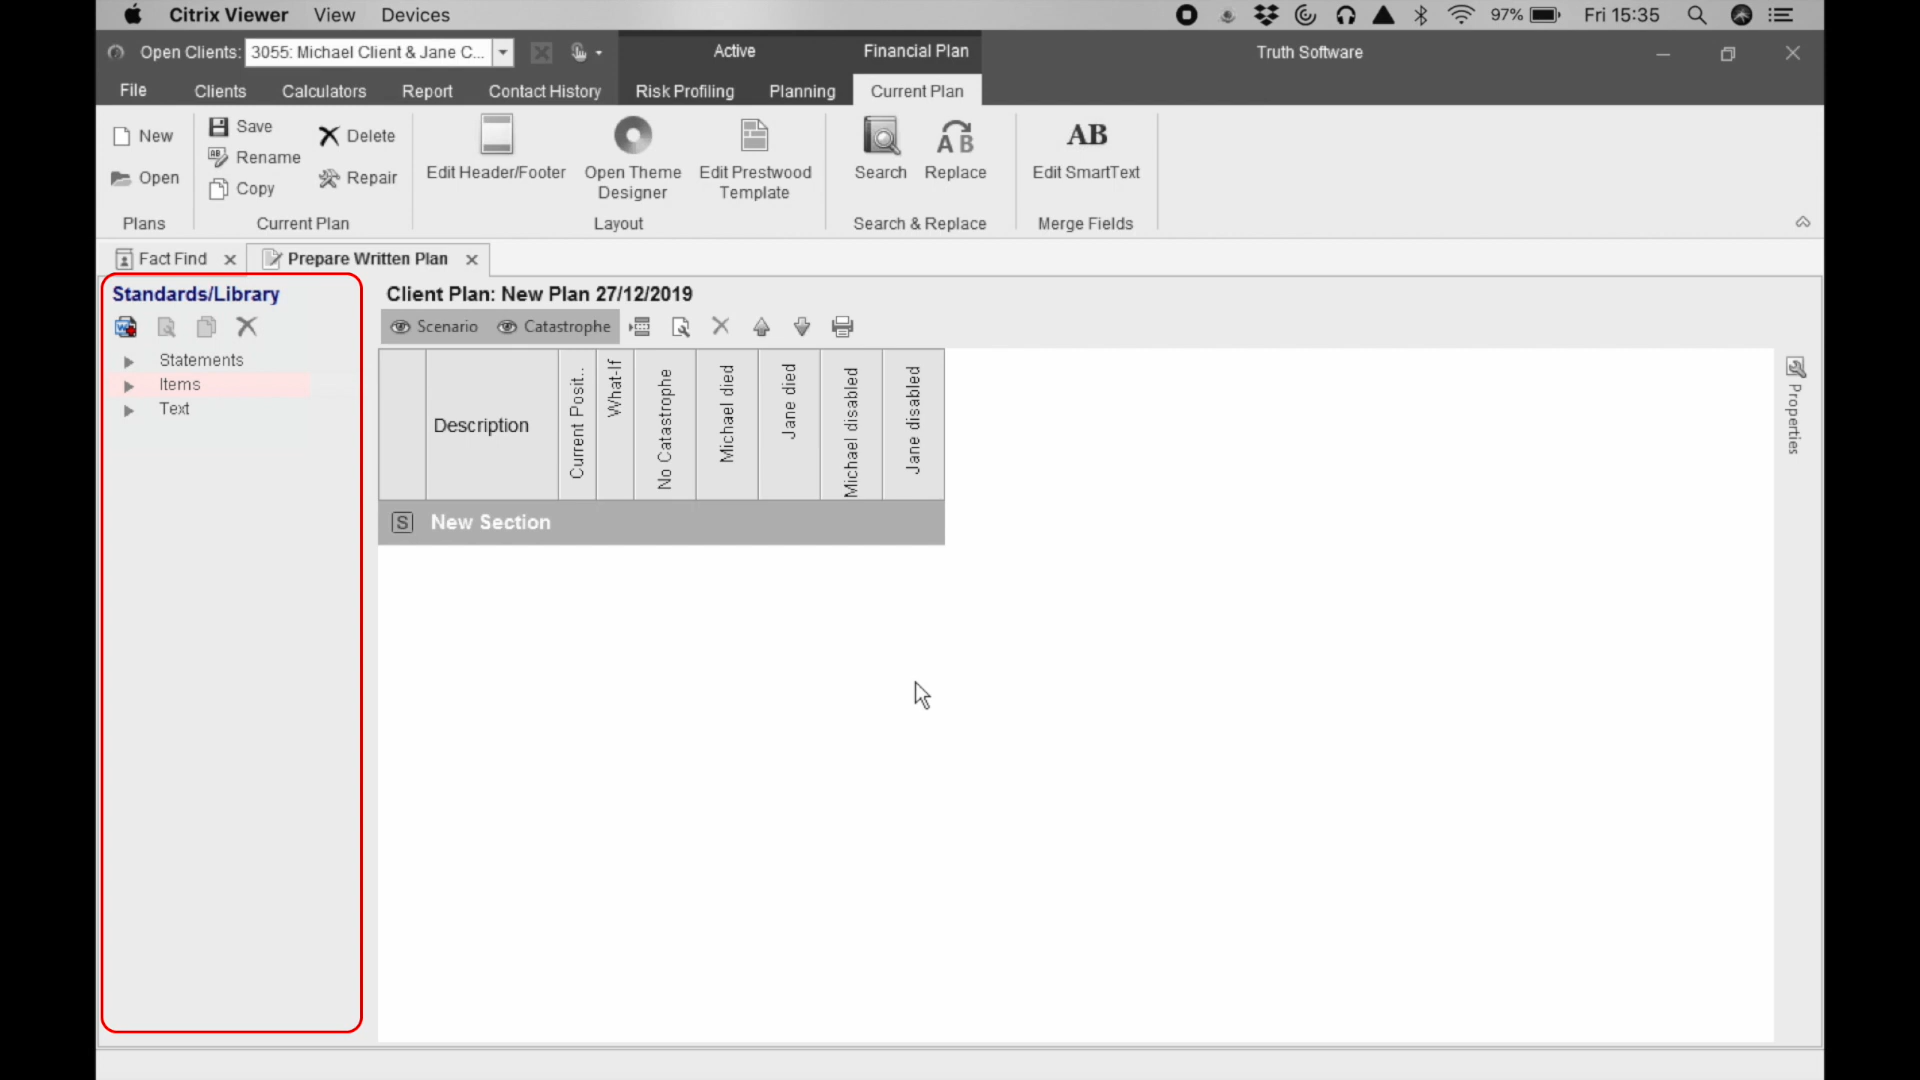 Citrix Viewer View Devices 97% Fri 15:35
Open Clients: 3055: Michael Client & Jane C... Active Financial Plan Truth Software
File Clients Calculators Report Contact History Risk Profiling Planning Current Plan
New Save Delete
Rename
Open Copy Repair
Edit Header/Footer Open Theme Designer Edit Prestwood Template Search Replace AB Edit SmartText
Plans Current Plan Layout Search & Replace Merge Fields
Fact Find Prepare Written Plan
Standards/Library
Statements
Items
Text
Client Plan: New Plan 27/12/2019
Scenario Catastrophe
Description Current Posit.. What-If No Catastrophe Michael died Jane died Michael disabled Jane disabled
S New Section
Properties